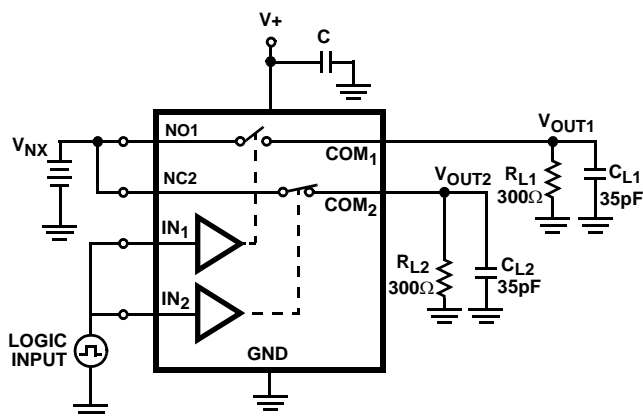 V+
C
VNX
NO1
COM1
VOUT1
NC2
COM2
VOUT2
RL1
300Ω
CL1
35pF
IN1
IN2
RL2
300Ω
CL2
35pF
LOGIC
INPUT
GND